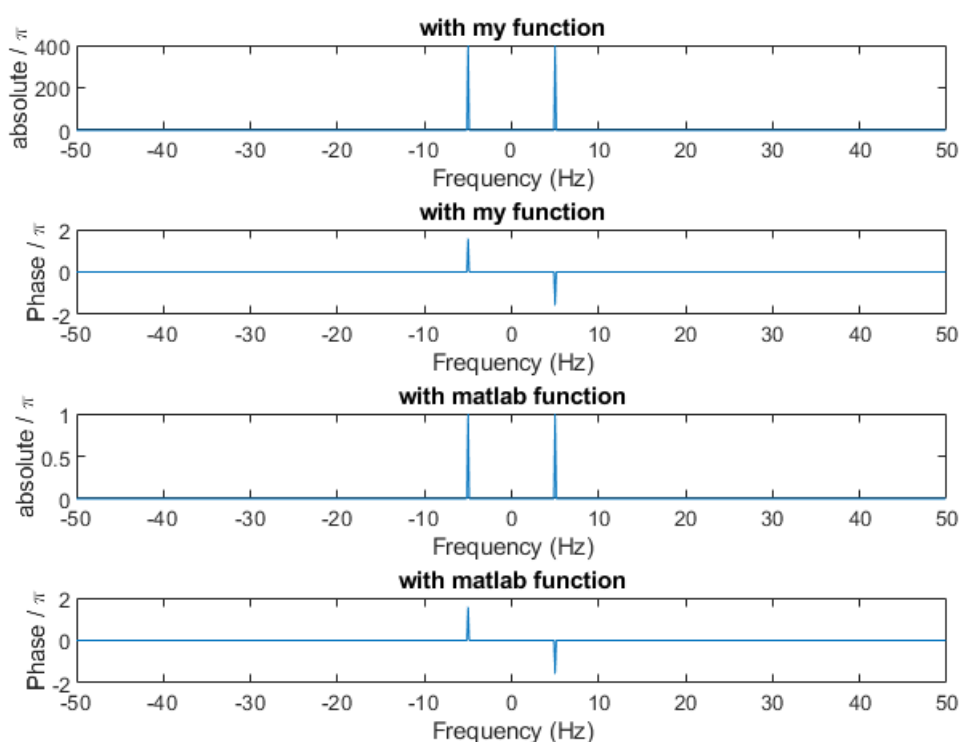 with my function
absolute / π
400
200
0
-50 -40 -30 -20 -10 0 10 20 30 40 50
Frequency (Hz)
with my function
Phase / π
2
0
-2
-50 -40 -30 -20 -10 0 10 20 30 40 50
Frequency (Hz)
with matlab function
absolute / π
1
0.5
0
-50 -40 -30 -20 -10 0 10 20 30 40 50
Frequency (Hz)
with matlab function
Phase / π
2
0
-2
-50 -40 -30 -20 -10 0 10 20 30 40 50
Frequency (Hz)